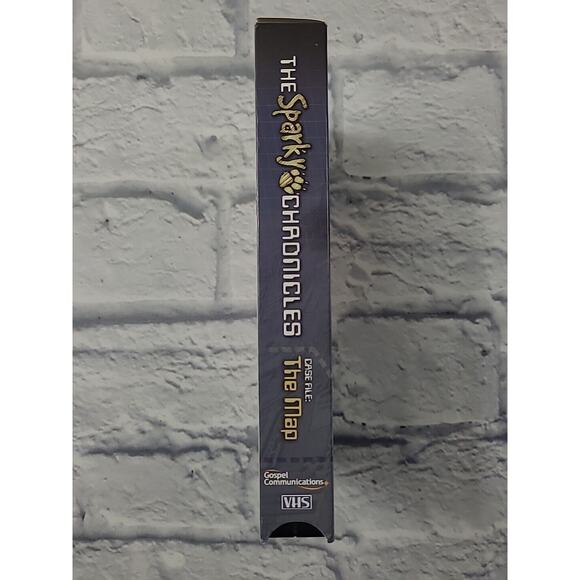 THE Sparky CHRONICLES
CASE FILE:
The Map
Gospel
Communications
VHS